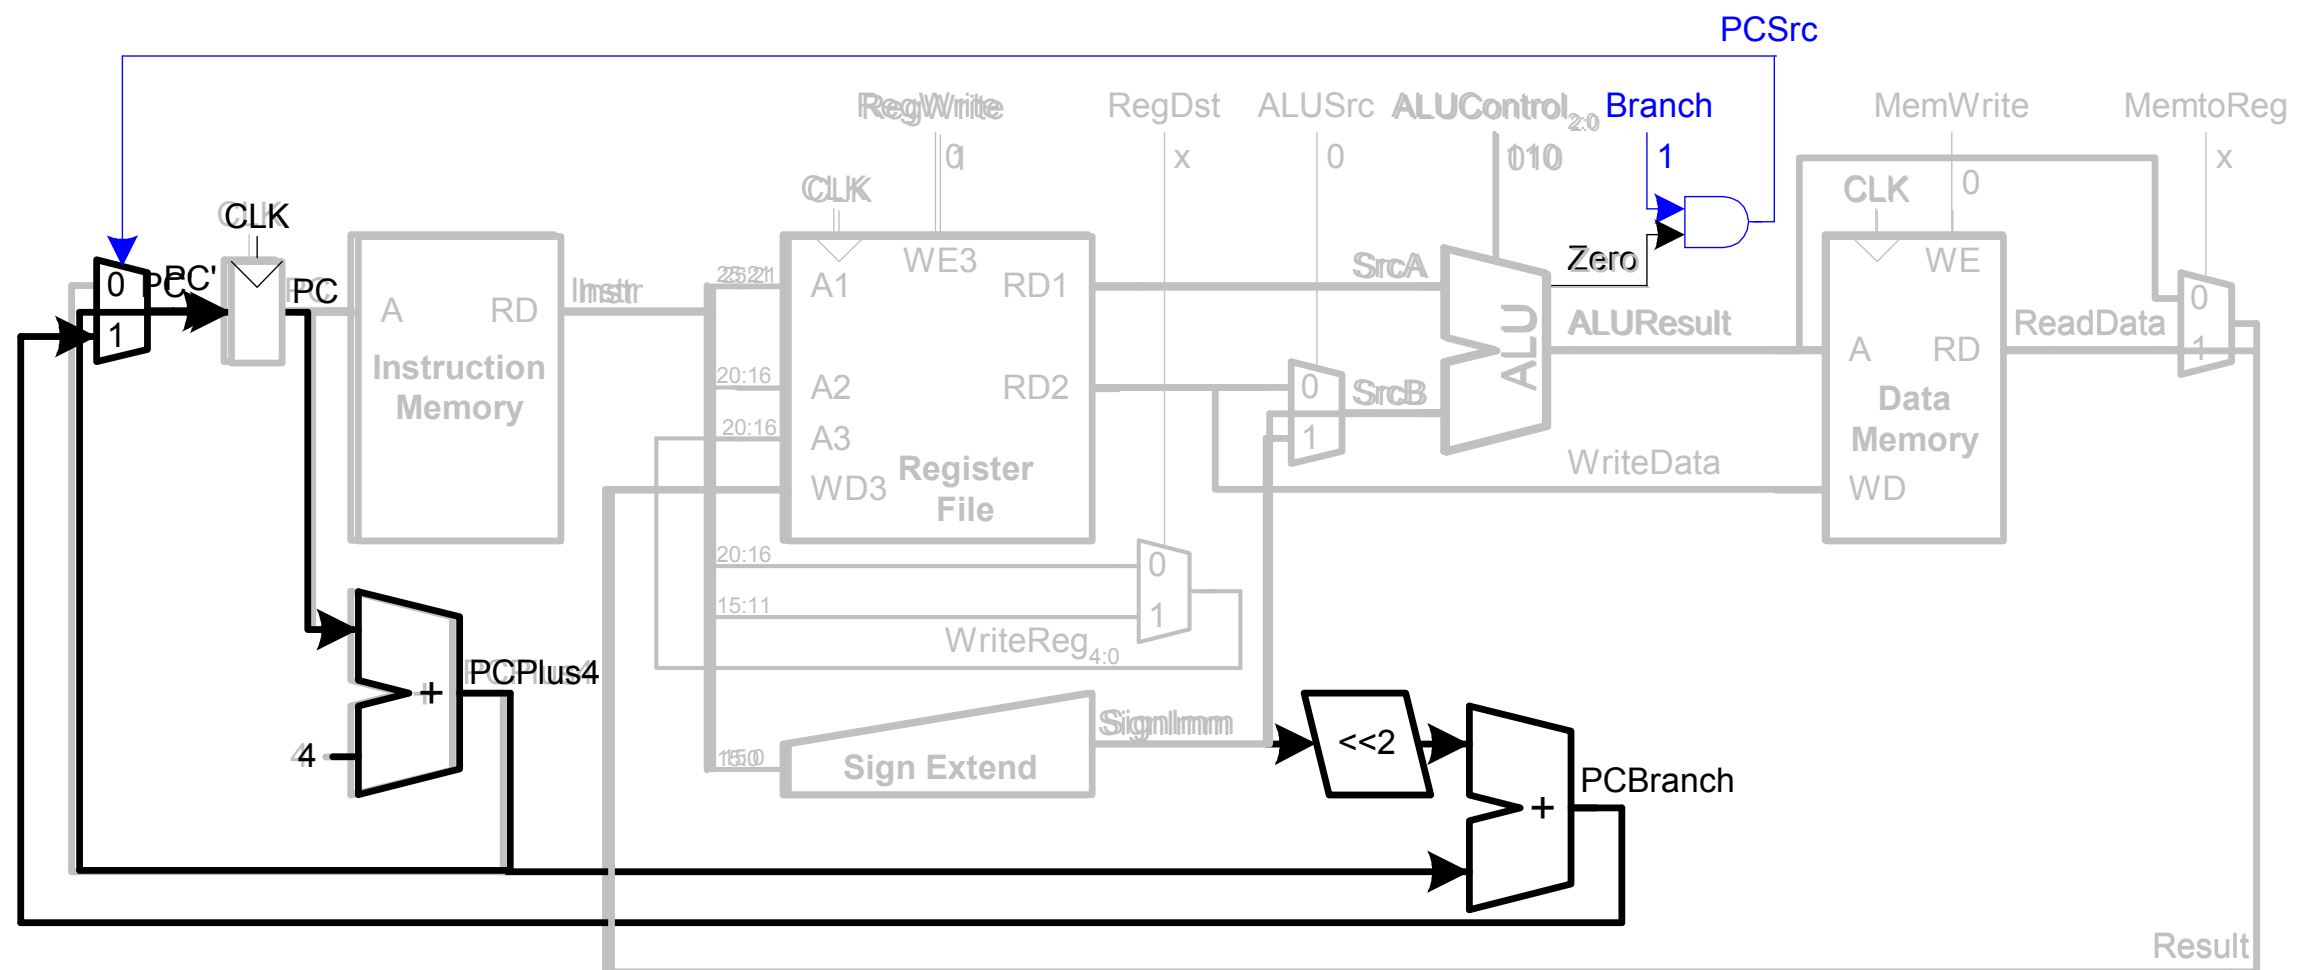 PCSrc
RegWrite RegDst ALUSrc ALUControl2:0 Branch MemWrite MemtoReg
x 0 1 0 x
CLK CLK CLK
PC' PC Instr
0
1
A RD
Instruction
Memory
25:21
20:16
20:16
A1 WE3 RD1
A2 RD2
A3
WD3
Register
File
SrcA
SrcB
0
1
ALU
Zero
ALUResult
WriteData
A RD
WE
Data
Memory
WD
ReadData
0
1
20:16
15:11
0
1
WriteReg4:0
PCPlus4
+
4
15:0
Sign Extend
SignImm
<<2
+
PCBranch
Result